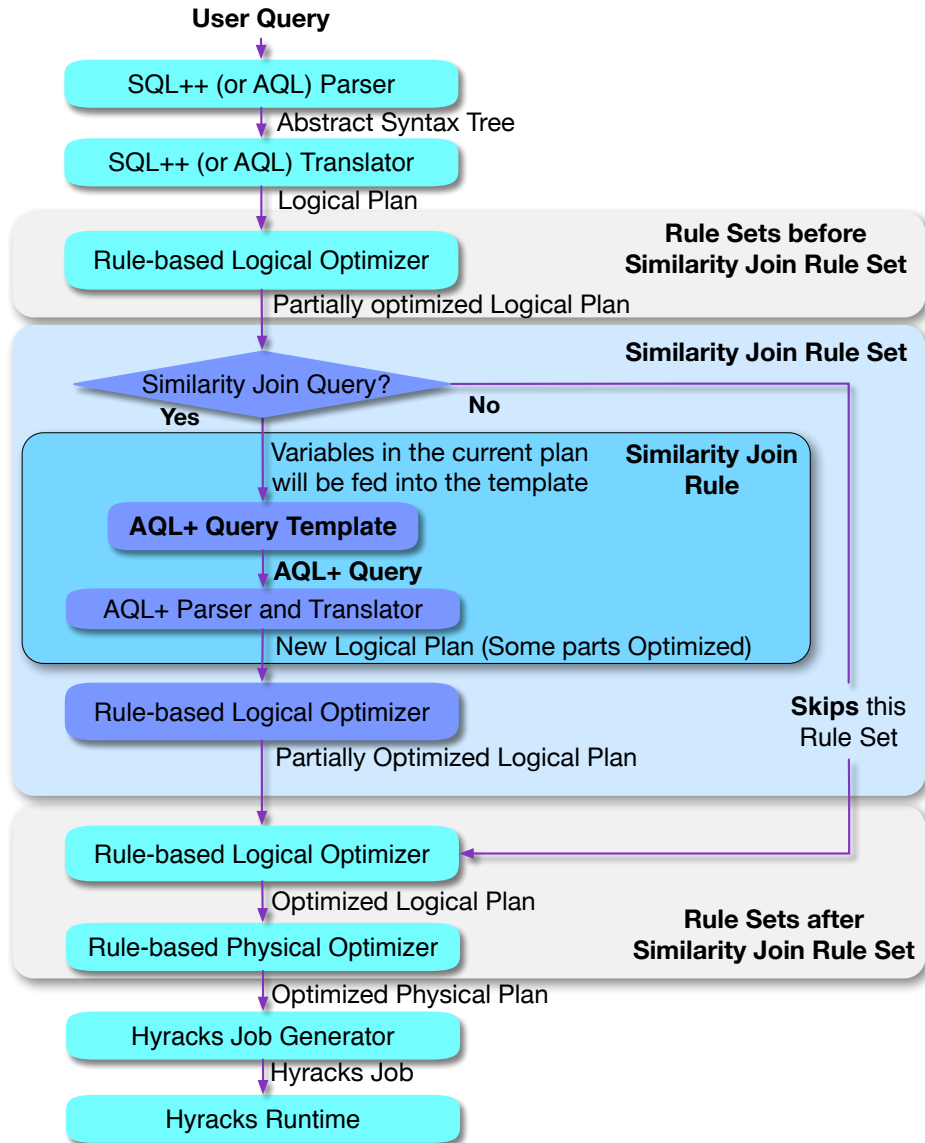 User Query
SQL++ (or AQL) Parser
Abstract Syntax Tree
SQL++ (or AQL) Translator
Logical Plan
Rule Sets before
Similarity Join Rule Set
Rule-based Logical Optimizer
Partially optimized Logical Plan
Similarity Join Rule Set
Similarity Join Query?
Yes
No
Variables in the current plan
will be fed into the template
Similarity Join
Rule
AQL+ Query Template
AQL+ Query
AQL+ Parser and Translator
New Logical Plan (Some parts Optimized)
Rule-based Logical Optimizer
Skips this
Rule Set
Partially Optimized Logical Plan
Rule-based Logical Optimizer
Optimized Logical Plan
Rule Sets after
Similarity Join Rule Set
Rule-based Physical Optimizer
Optimized Physical Plan
Hyracks Job Generator
Hyracks Job
Hyracks Runtime